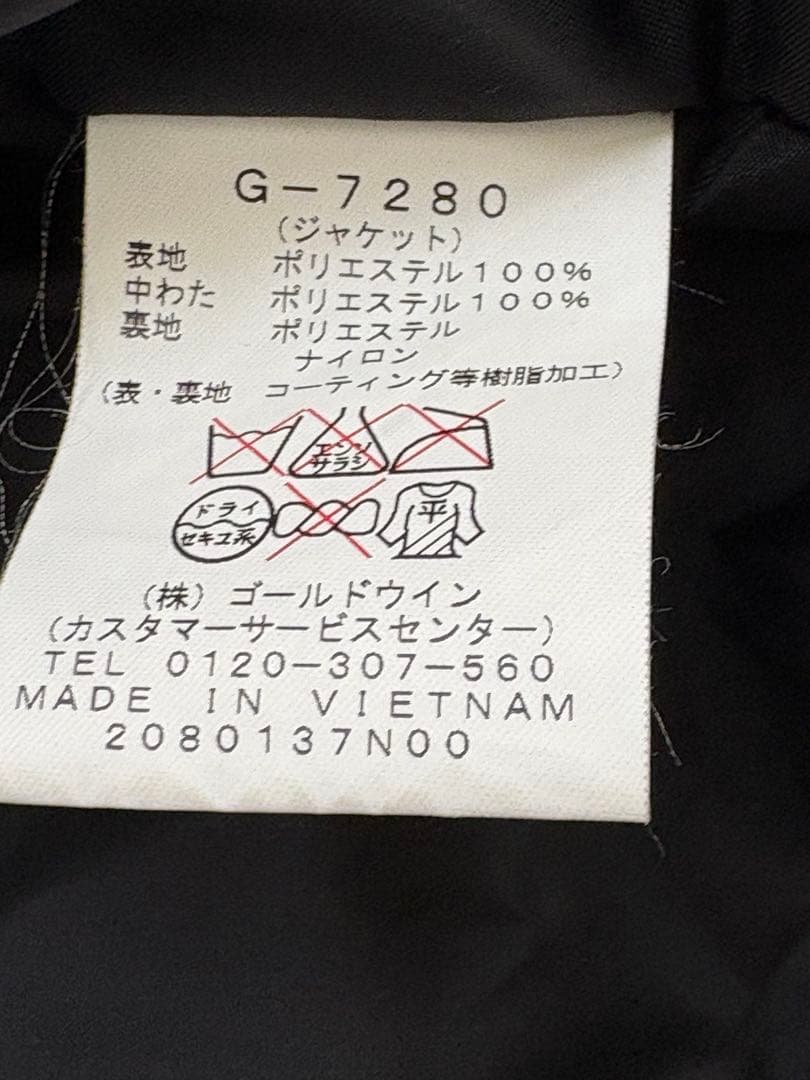 G-7280
(ジャケット)
表地 ポリエステル100%
中わた ポリエステル100%
裏地 ポリエステル
ナイロン
(表・裏地 コーティング等樹脂加工)
エンソ
サラシ
ドライ
セキユ系
平
(株)ゴールドウイン
(カスタマーサービスセンター)
TEL 0120-307-560
MADE IN VIETNAM
2080137N00